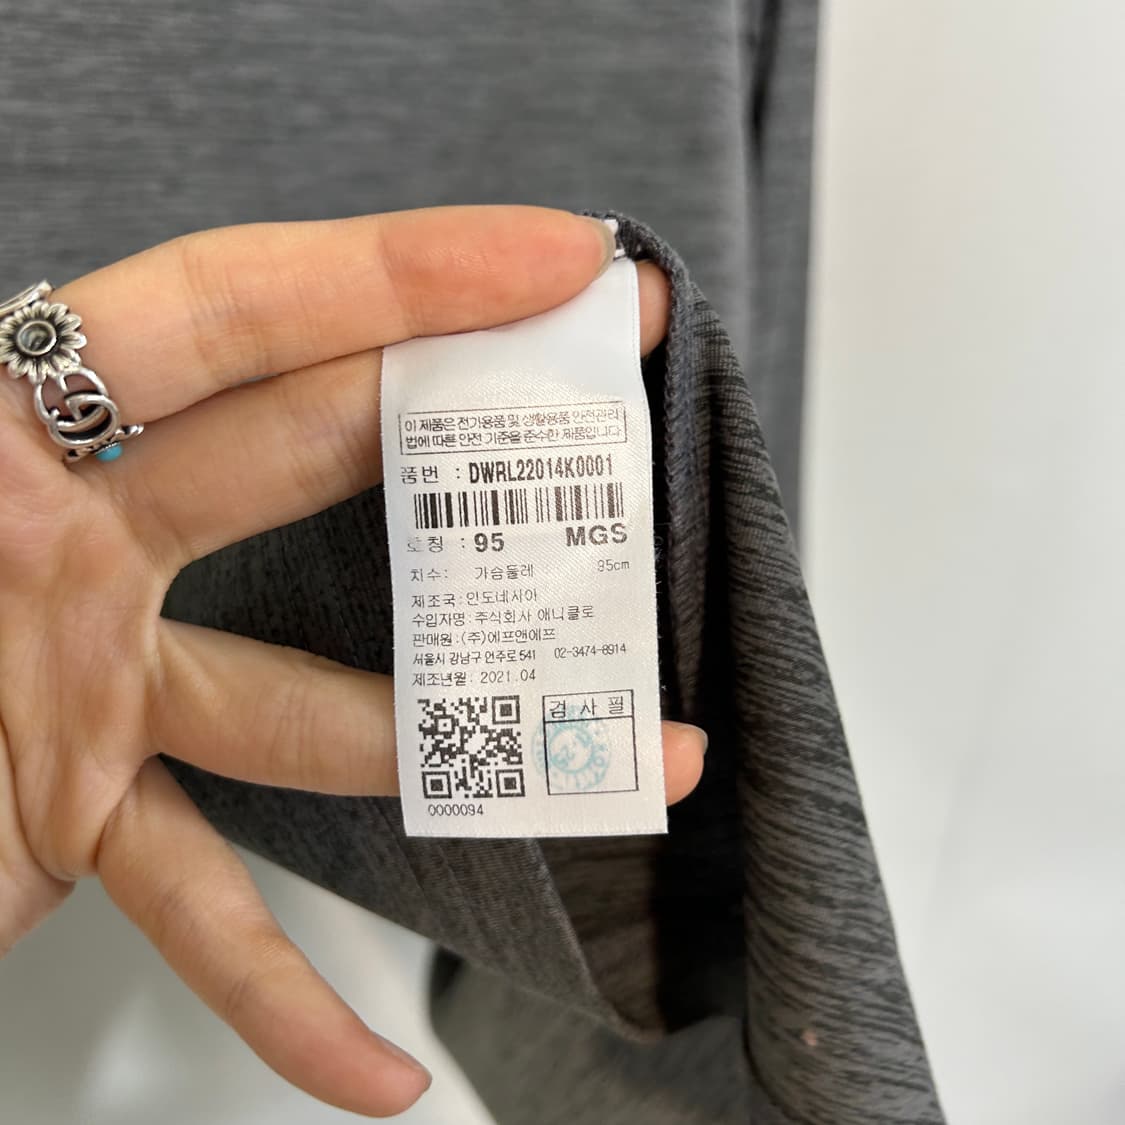 이 제품은 전기용품 및 생활용품 안전관리
법에 따른 안전 기준을 준수한 제품입니다
품번 : DWRL22014K0001
호칭 : 95 MGS
치수: 가슴둘레 95cm
제조국:인도네시아
수입자명:주식회사 애니클로
판매원:(주)에프앤에프
서울시 강남구 언주로541 02-3474-8914
제조년월: 2021.04
검사필
0000094